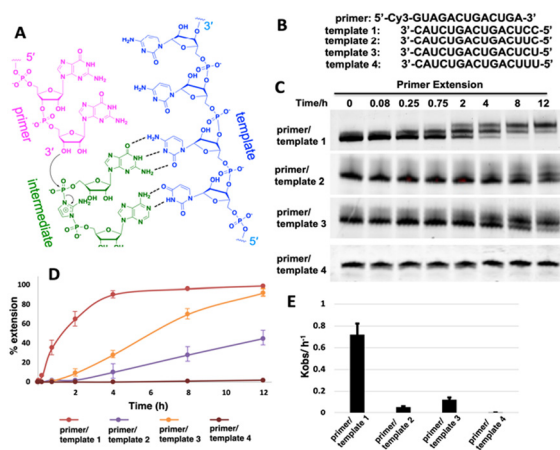 A
5'
primer
3'
intermediate
3'
template
5'
B
primer: 5'-Cy3-GUAGACUGACUGA-3'
template 1: 3'-CAUCUGACUGACUCC-5'
template 2: 3'-CAUCUGACUGACUUC-5'
template 3: 3'-CAUCUGACUGACUCU-5'
template 4: 3'-CAUCUGACUGACUUU-5'
C
Primer Extension
Time/h 0 0.08 0.25 0.75 2 4 8 12
primer/
template 1
primer/
template 2
primer/
template 3
primer/
template 4
D
% extension
100
80
60
40
20
0
0 2 4 6 8 10 12
Time (h)
primer/
template 1
primer/
template 2
primer/
template 3
primer/
template 4
E
Kobs/ h-1
1
0.8
0.6
0.4
0.2
0
primer/
template 1
primer/
template 2
primer/
template 3
primer/
template 4